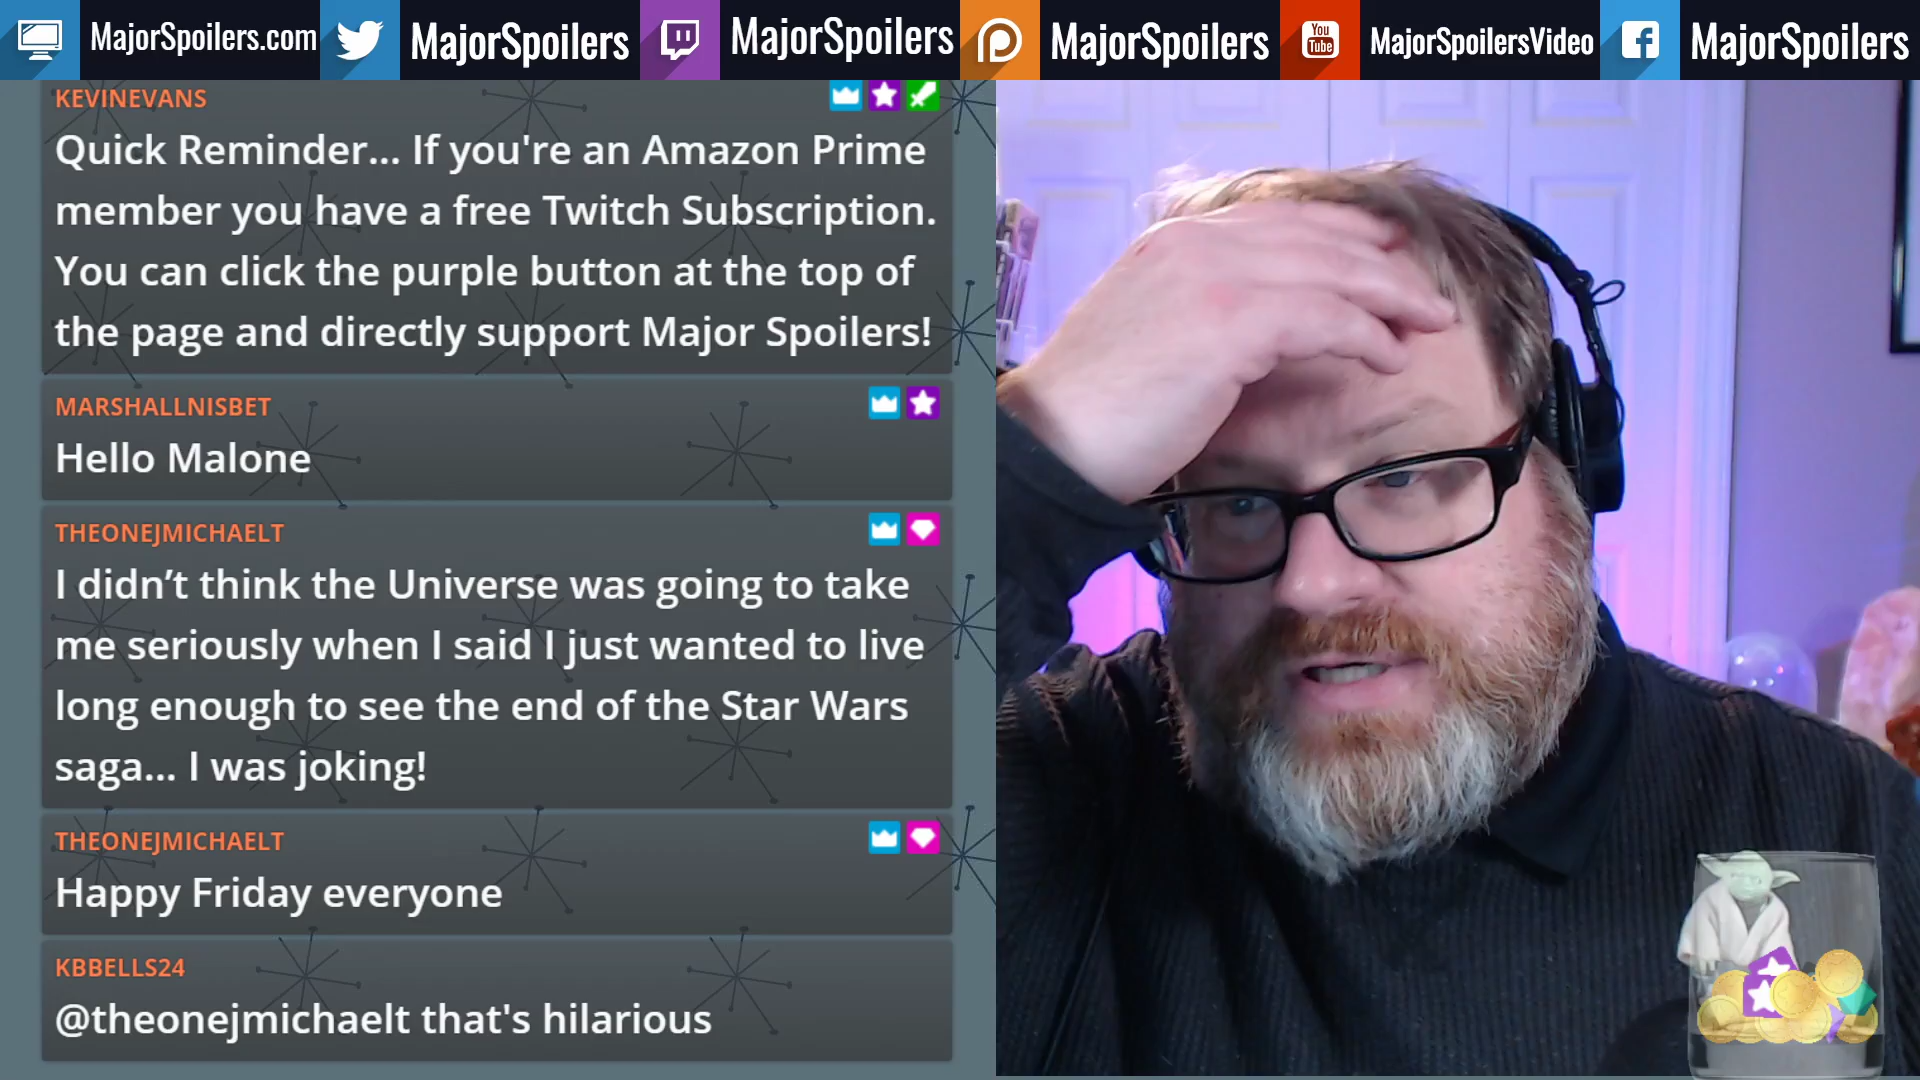 MajorSpoilers.com
MajorSpoilers
MajorSpoilers
MajorSpoilers
You Tube
MajorSpoilersVideo
MajorSpoilers
KEVINEVANS
Quick Reminder... If you're an Amazon Prime
member you have a free Twitch Subscription.
You can click the purple button at the top of
the page and directly support Major Spoilers!
MARSHALLNISBET
Hello Malone
THEONEJMICHAELT
I didn’t think the Universe was going to take
me seriously when I said I just wanted to live
long enough to see the end of the Star Wars
saga... I was joking!
THEONEJMICHAELT
Happy Friday everyone
KBBELLS24
@theonejmichaelt that's hilarious